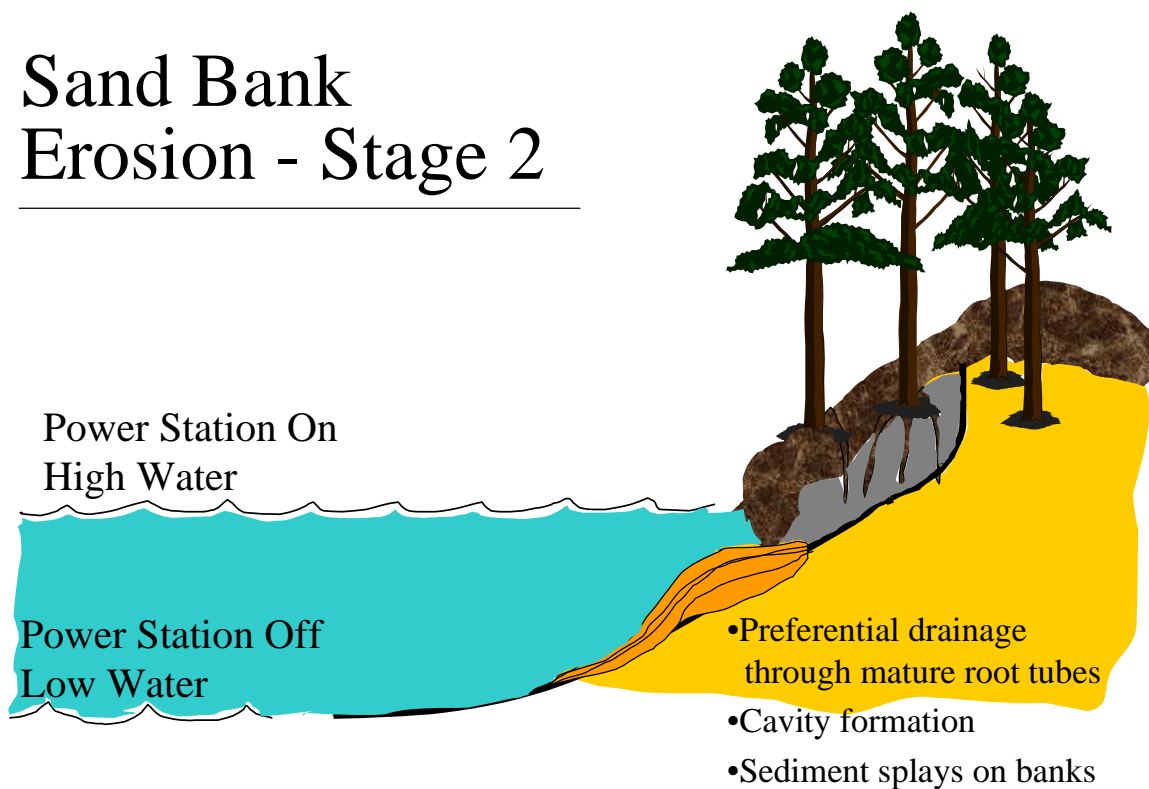 Sand Bank
Erosion - Stage 2
Power Station On
High Water
Power Station Off
Low Water
•Preferential drainage
through mature root tubes
•Cavity formation
•Sediment splays on banks